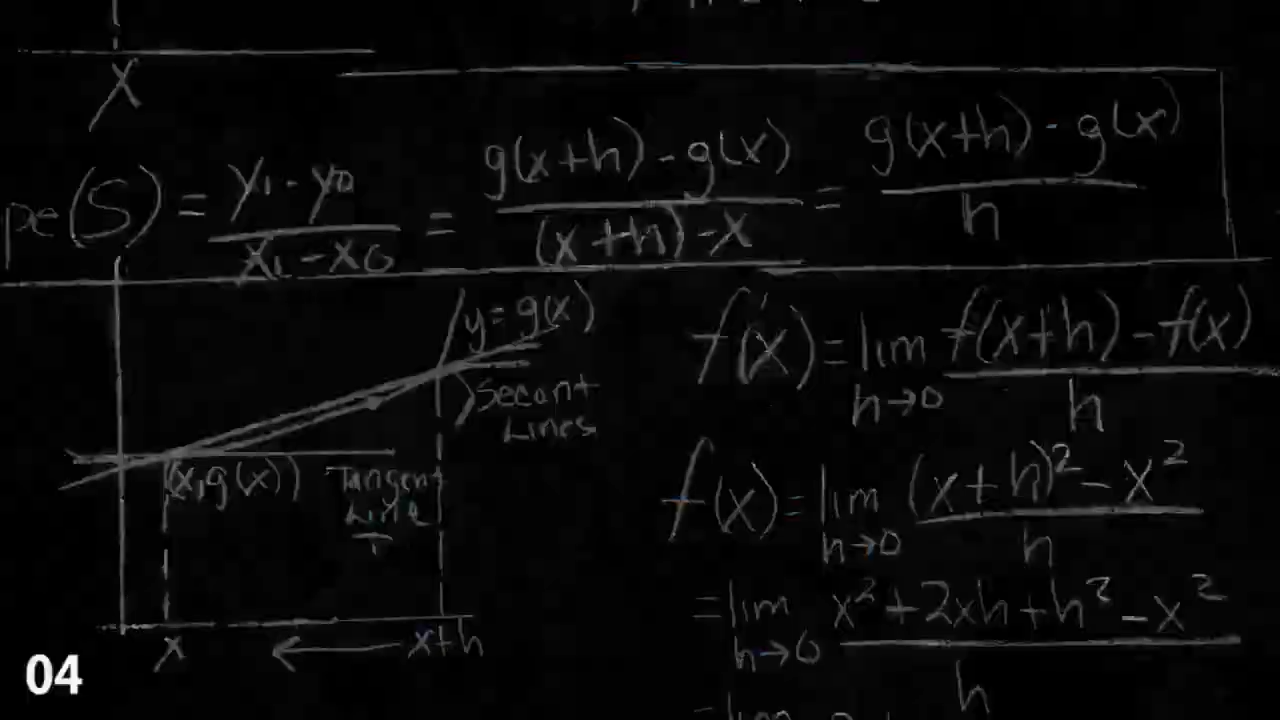 X
pe(S) = y₁ - y₀ / x₁ - x₀ = g(x+h) - g(x) / (x+h) - x = g(x+h) - g(x) / h
y = g(x)
Secant
Lines
(x, g(x))
Tangent
Line
T
x ← x+h
f'(x) = lim h→0 f(x+h) - f(x) / h
f(x) = lim h→0 (x+h)² - x² / h
= lim h→0 x² + 2xh + h² - x² / h
= lim
04